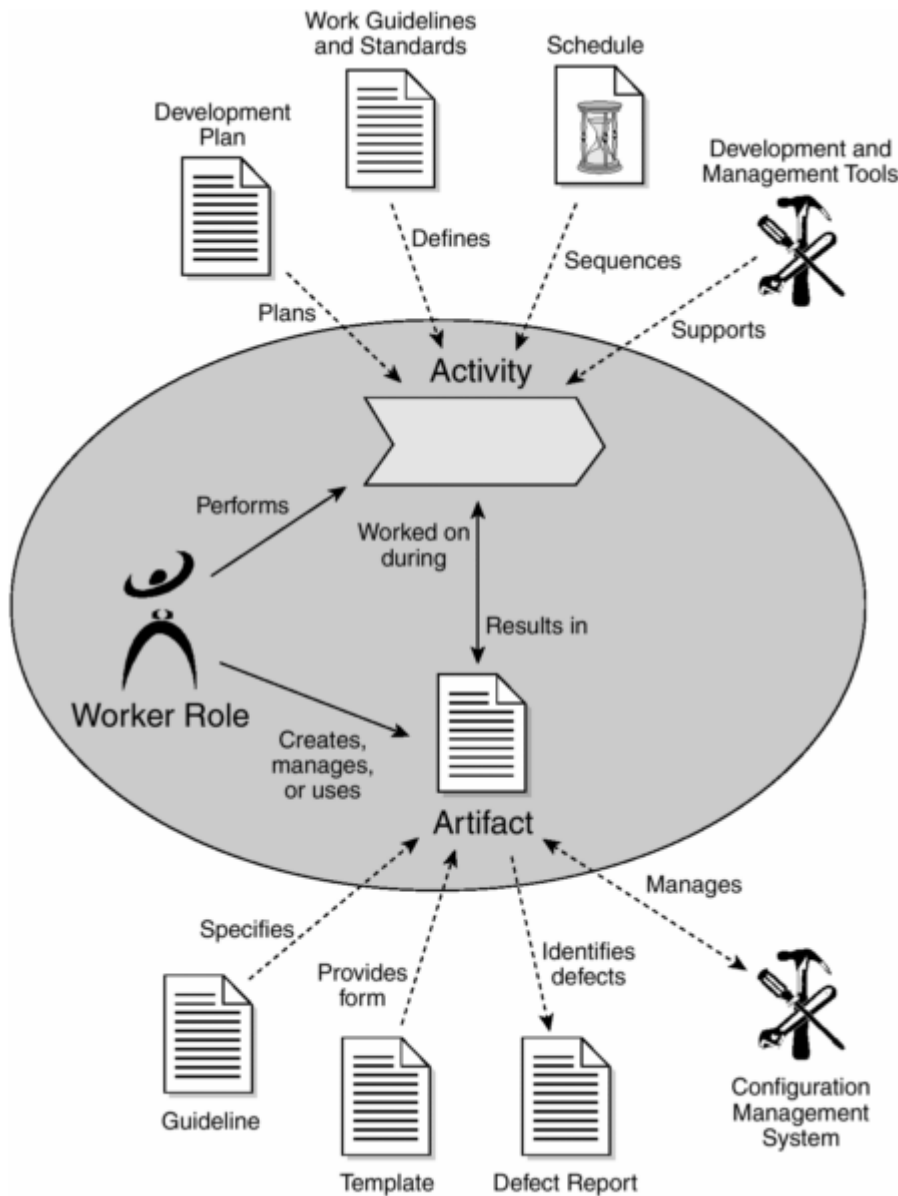 Work Guidelines
and Standards
Schedule
Development
Plan
Development and
Management Tools
Defines
Sequences
Plans
Supports
Activity
Performs
Worked on
during
Results in
Worker Role
Creates,
manages,
or uses
Artifact
Manages
Specifies
Identifies
defects
Provides
form
Guideline
Configuration
Management
System
Template
Defect Report